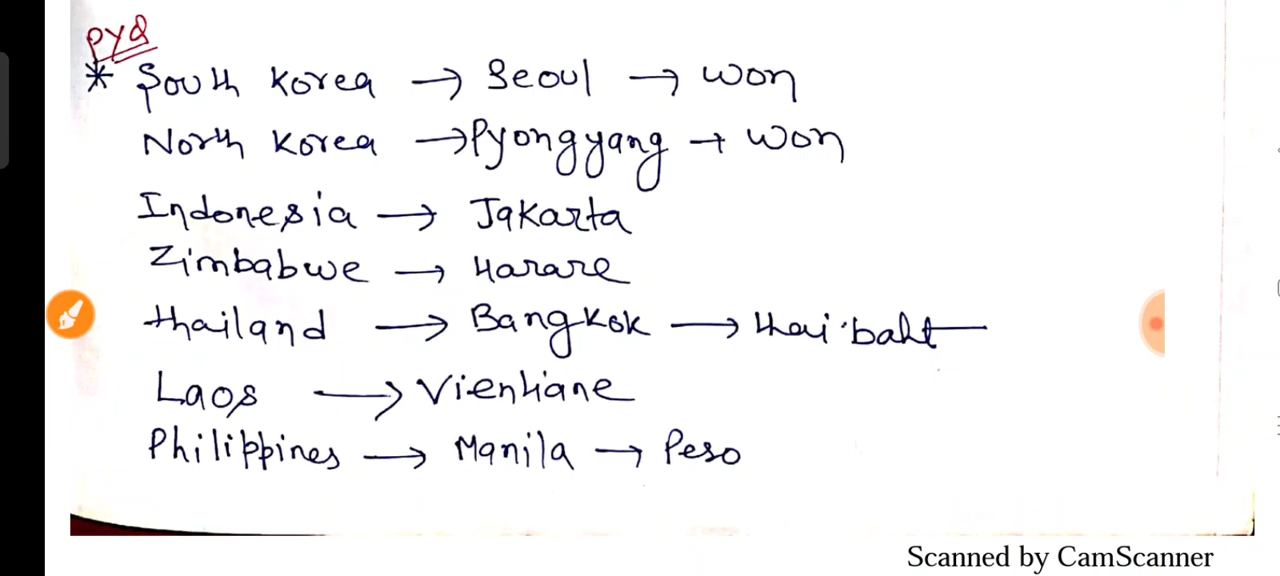 PYQ
* South Korea → Seoul → won
North Korea → Pyongyang → won
Indonesia → Jakarta
Zimbabwe → Harare
Thailand → Bangkok → thai baht
Laos → Vientiane
Philippines → Manila → Peso
Scanned by CamScanner